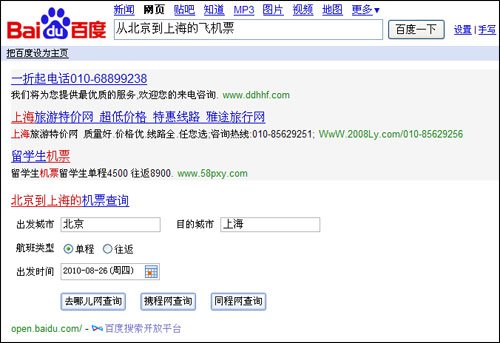 新闻 网页 贴吧 知道 MP3 图片 视频 地图 更多▼
Bai du 百度
从北京到上海的飞机票
百度一下
设置 | 手写
把百度设为主页
一折起电话010-68899238
我们将为您提供最优质的服务,欢迎您的来电咨询. www.ddhhf.com
上海旅游特价网 超低价格 特惠线路 雅途旅行网
上海旅游特价网 质量好.价格优.线路全.任您选;咨询热线:010-85629251; WwW.2008Ly.com/010-85629256
留学生机票
留学生机票留学生单程4500 往返8900. www.58pxy.com
北京到上海的机票查询
出发城市 北京 目的城市 上海
航班类型 单程 往返
出发时间 2010-08-26(周四)
去哪儿网查询 携程网查询 同程网查询
open.baidu.com/ - 百度搜索开放平台